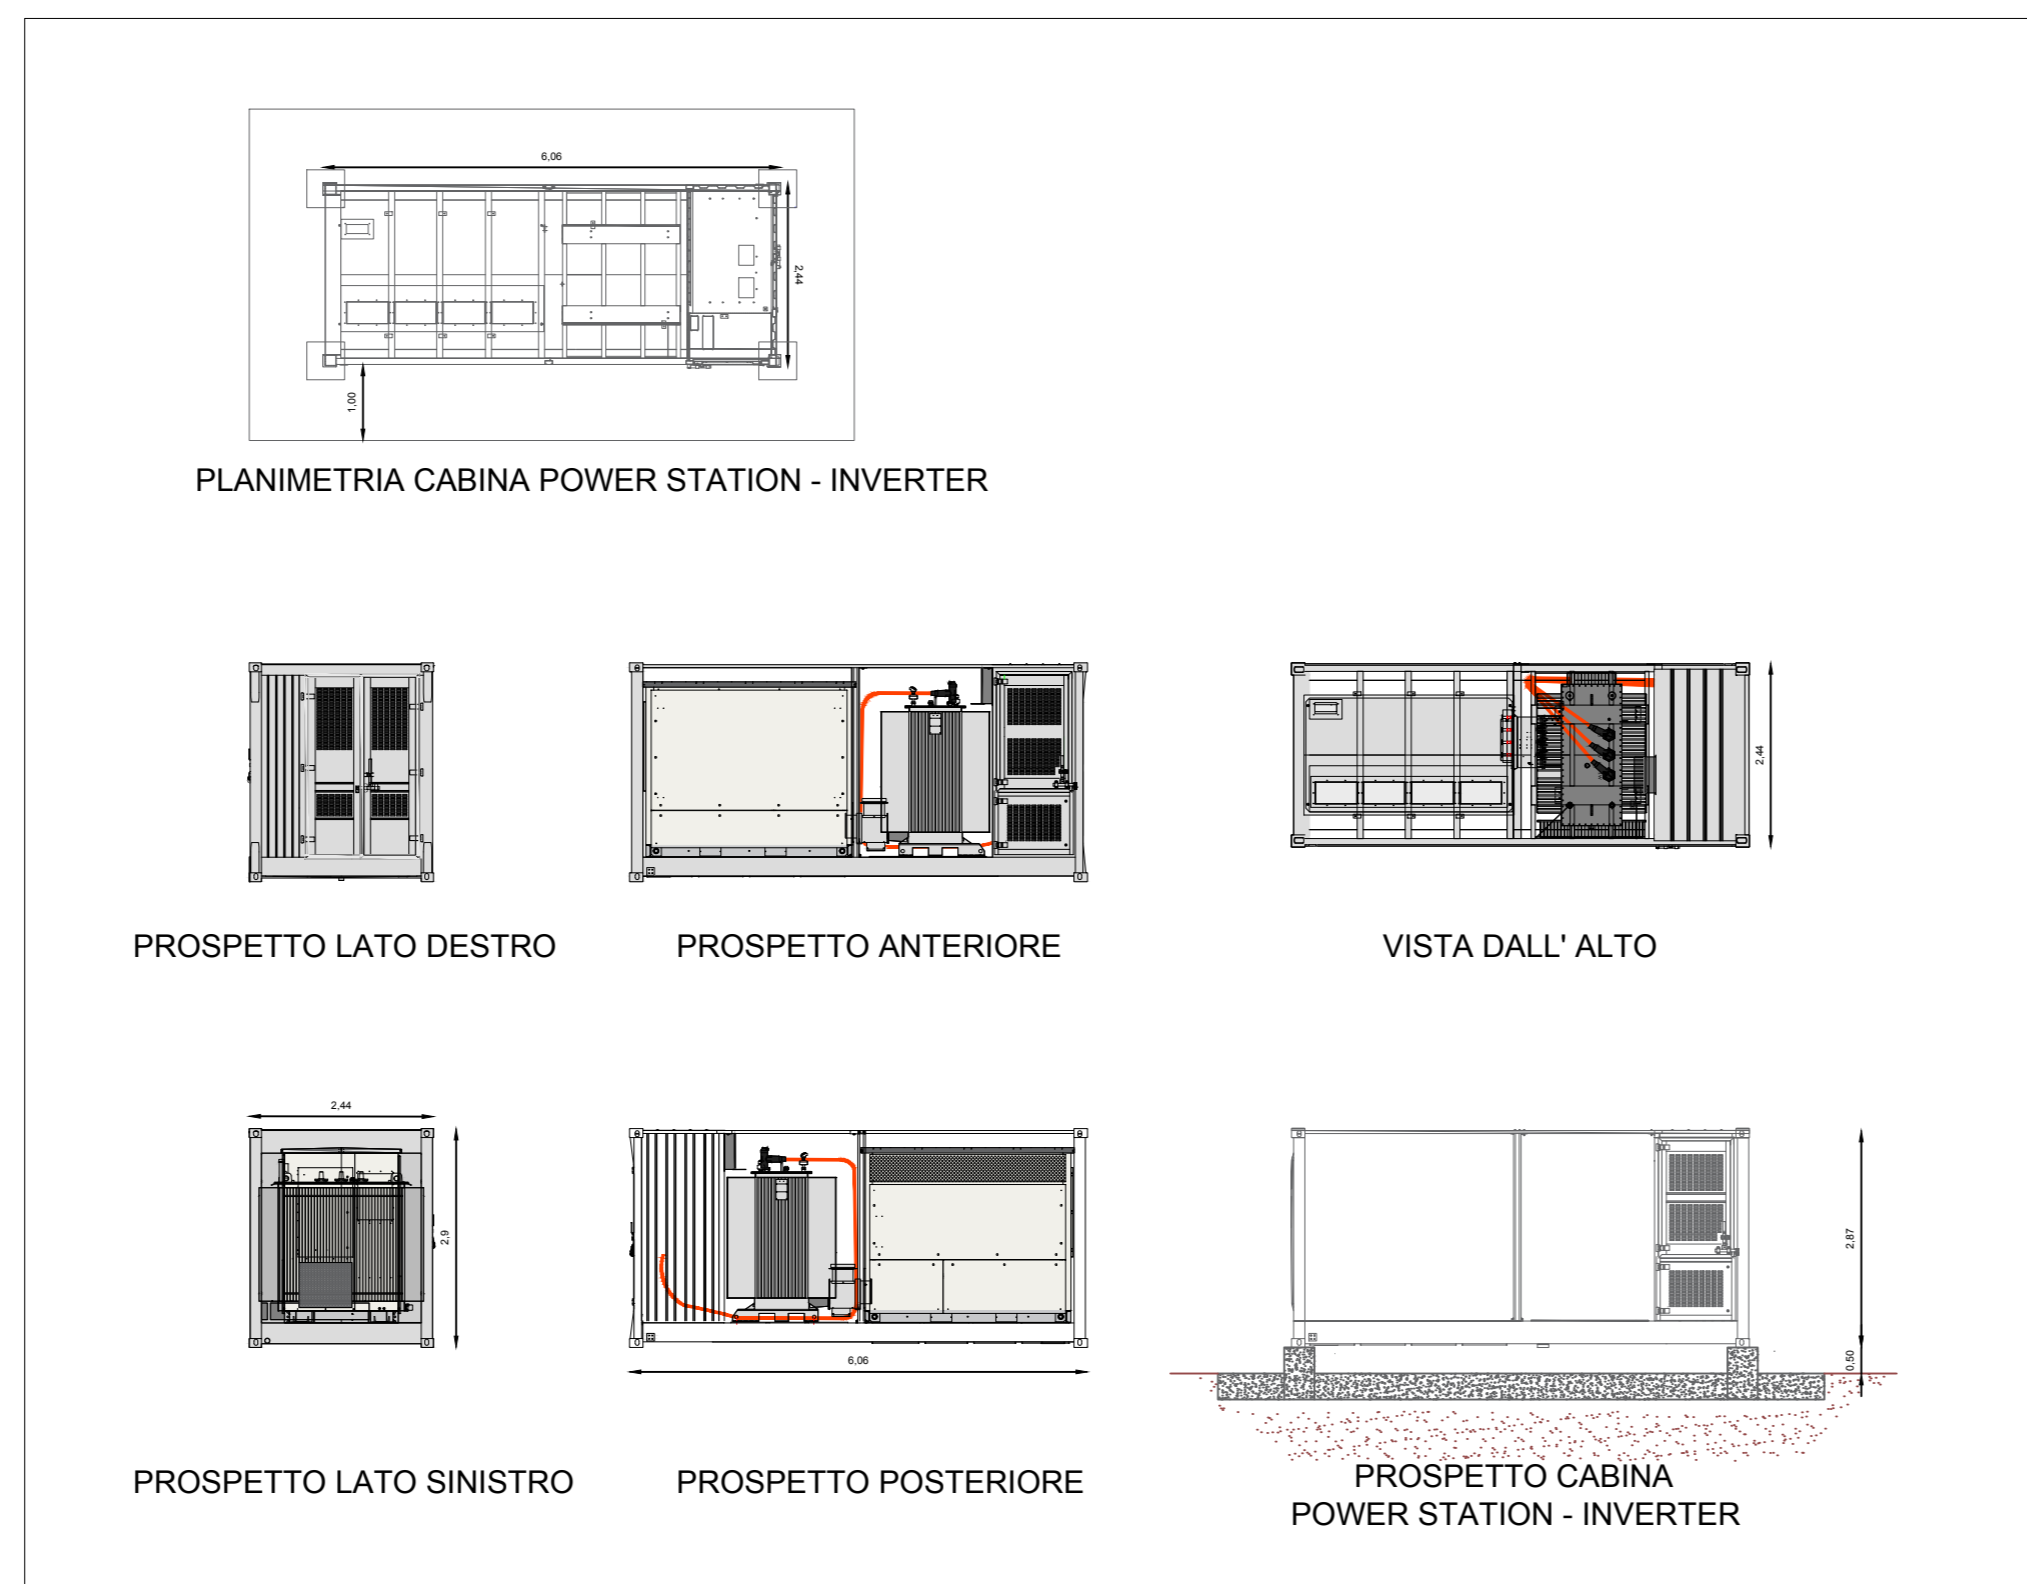 6,06
2,44
1,00
PLANIMETRIA CABINA POWER STATION - INVERTER
2,44
PROSPETTO LATO DESTRO
PROSPETTO ANTERIORE
VISTA DALL' ALTO
2,44
2,9
6,06
2,87
0,50
PROSPETTO LATO SINISTRO
PROSPETTO POSTERIORE
PROSPETTO CABINA
POWER STATION - INVERTER